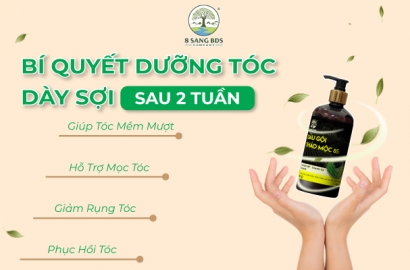 8 SANG BDS
COMPANY
BÍ QUYẾT DƯỠNG TÓC
DÀY SỢI SAU 2 TUẦN
Giúp Tóc Mềm Mượt
Hỗ Trợ Mọc Tóc
Giảm Rụng Tóc
Phục Hồi Tóc
DẦU GỘI
THẢO MỘC